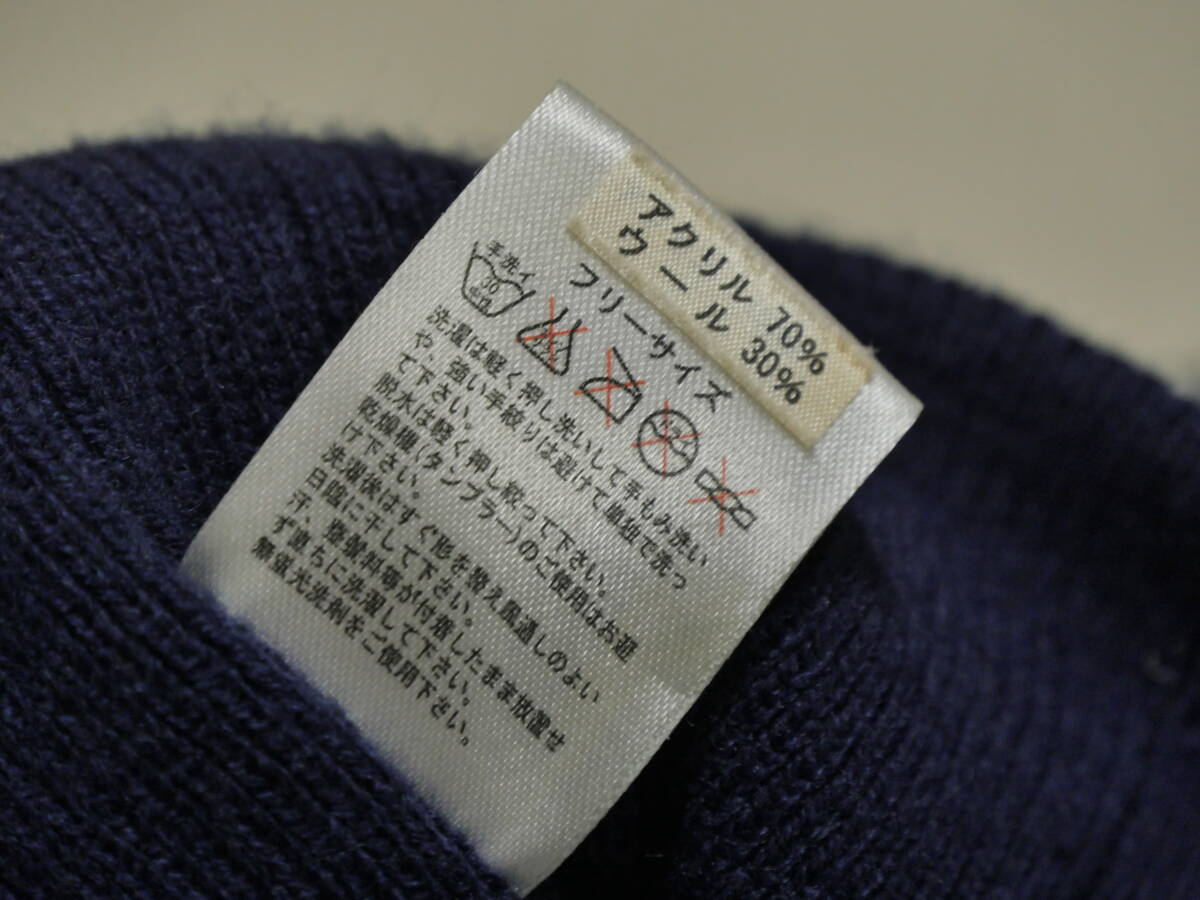 アクリル 70%
ウール 30%
フリーサイズ
手洗イ
30
中性
洗濯は軽く押し洗いして手もみ洗い
や、強い手絞りは避けて単独で洗っ
て下さい。
脱水は軽く押し絞って下さい。
乾燥機(タンブラー)のご使用はお避
け下さい。
洗濯後はすぐ形を整え風通しのよい
日陰に干して下さい。
汗、整髪料等が付着したまま放置せ
ず直ちに洗濯して下さい。
無蛍光洗剤をご使用下さい。